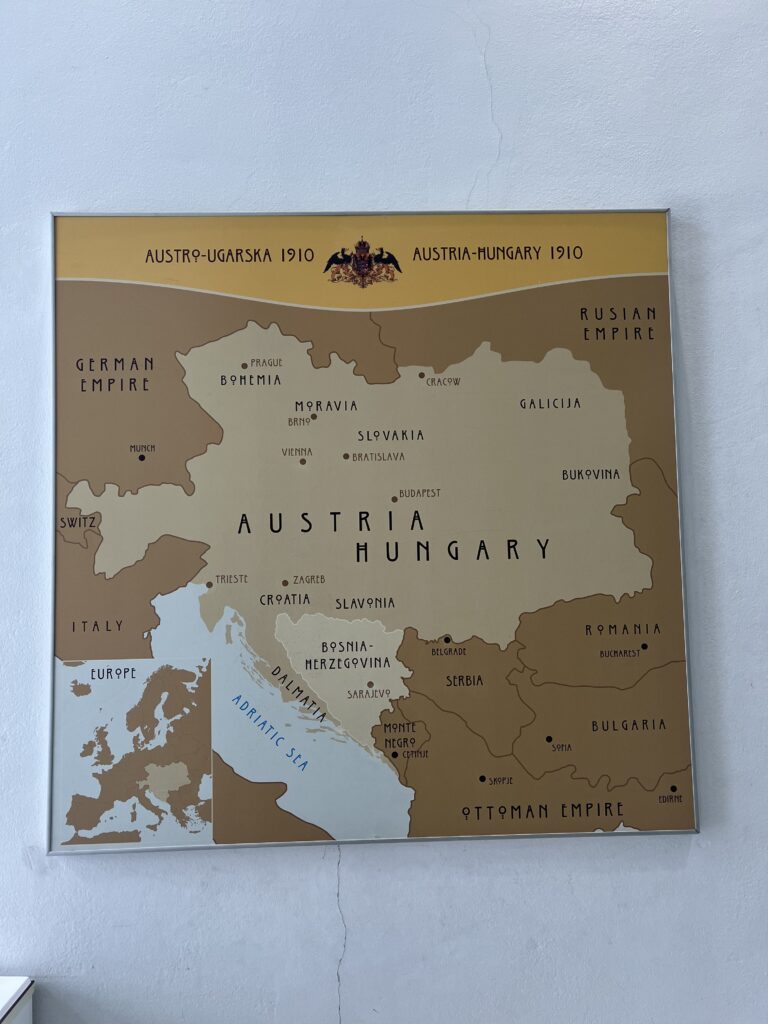 AUSTRO-UGARSKA 1910
AUSTRIA-HUNGARY 1910
RUSIAN
EMPIRE
GERMAN
EMPIRE
PRAGUE
BOHEMIA
CRACOW
GALICIJA
MORAVIA
BRNO
SLOVAKIA
MUNCH
VIENNA
BRATISLAVA
BUKOVINA
BUDAPEST
SWITZ
AUSTRIA
HUNGARY
TRIESTE
ZAGREB
CROATIA
SLAVONIA
ITALY
ROMANIA
BUCHAREST
BELGRADE
BOSNIA-
HERZEGOVINA
SERBIA
EUROPE
SARAJEVO
DALMATIA
ADRIATIC SEA
MONTE
NEGRO
CETINJE
BULGARIA
SOFIA
SKOPJE
EDIRNE
OTTOMAN EMPIRE